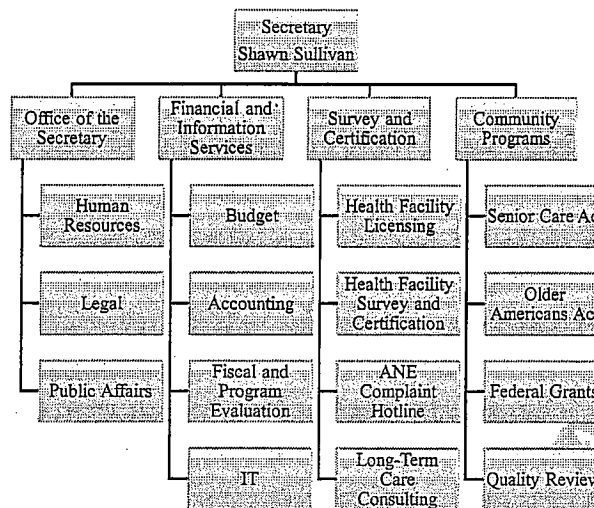 Secretary
Shawn Sullivan
Office of the
Secretary
Human
Resources
Legal
Public Affairs
Financial and
Information
Services
Budget
Accounting
Fiscal and
Program
Evaluation
IT
Survey and
Certification
Health Facility
Licensing
Health Facility
Survey and
Certification
ANE
Complaint
Hotline
Long-Term
Care
Consulting
Community
Programs
Senior Care Ac
Older
Americans Ac
Federal Grants
Quality Review